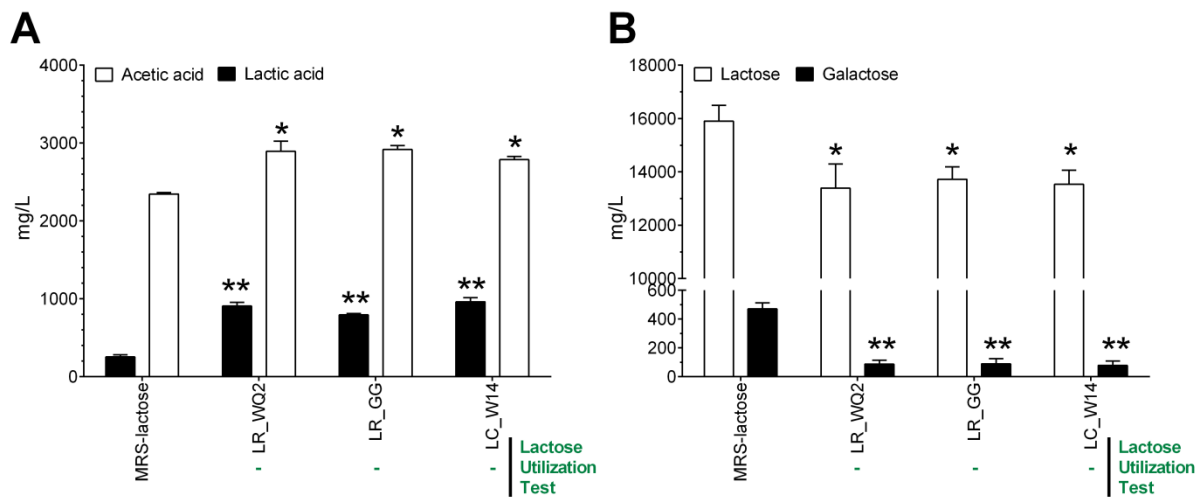 A
Acetic acid Lactic acid
4000
3000
2000
1000
0
mg/L
* * *
** ** **
MRS-lactose LR_WQ2 LR_GG LC_W14
- - -
Lactose
Utilization
Test
B
Lactose Galactose
18000
16000
14000
12000
10000
600
400
200
0
mg/L
* * *
** ** **
MRS-lactose LR_WQ2 LR_GG LC_W14
- - -
Lactose
Utilization
Test